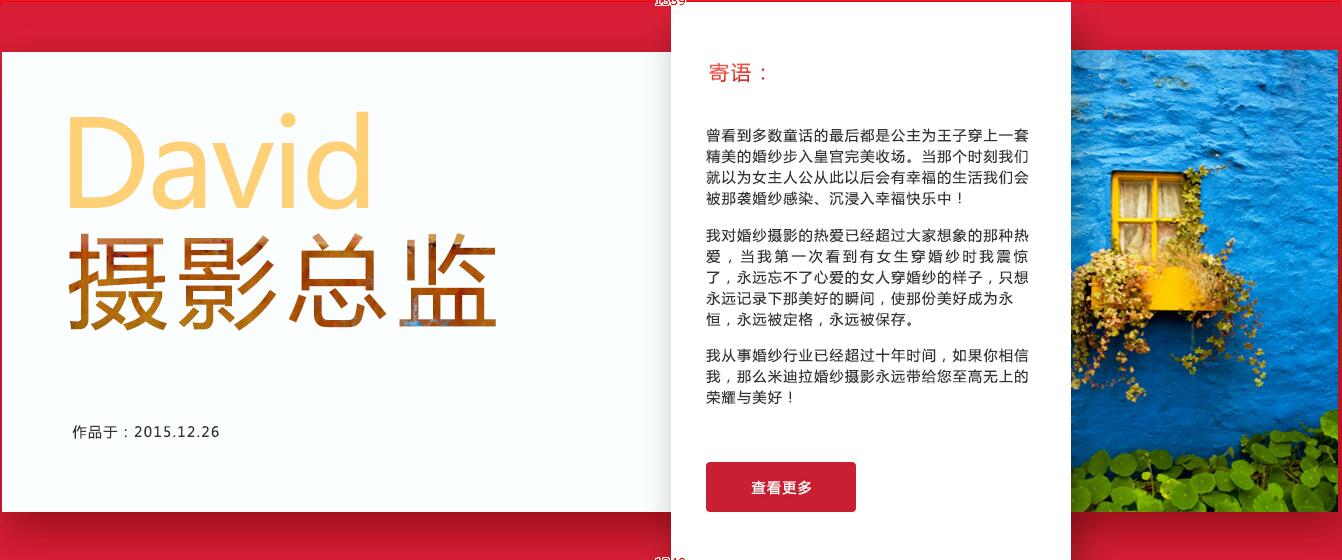 David
摄影总监
作品于：2015.12.26
寄语：
曾看到多数童话的最后都是公主为王子穿上一套
精美的婚纱步入皇宫完美收场。当那个时刻我们
就以为女主人公从此以后会有幸福的生活我们会
被那袭婚纱感染、沉浸入幸福快乐中！
我对婚纱摄影的热爱已经超过大家想象的那种热
爱，当我第一次看到有女生穿婚纱时我震惊
了，永远忘不了心爱的女人穿婚纱的样子，只想
永远记录下那美好的瞬间，使那份美好成为永
恒，永远被定格，永远被保存。
我从事婚纱行业已经超过十年时间，如果你相信
我，那么米迪拉婚纱摄影永远带给您至高无上的
荣耀与美好！
查看更多